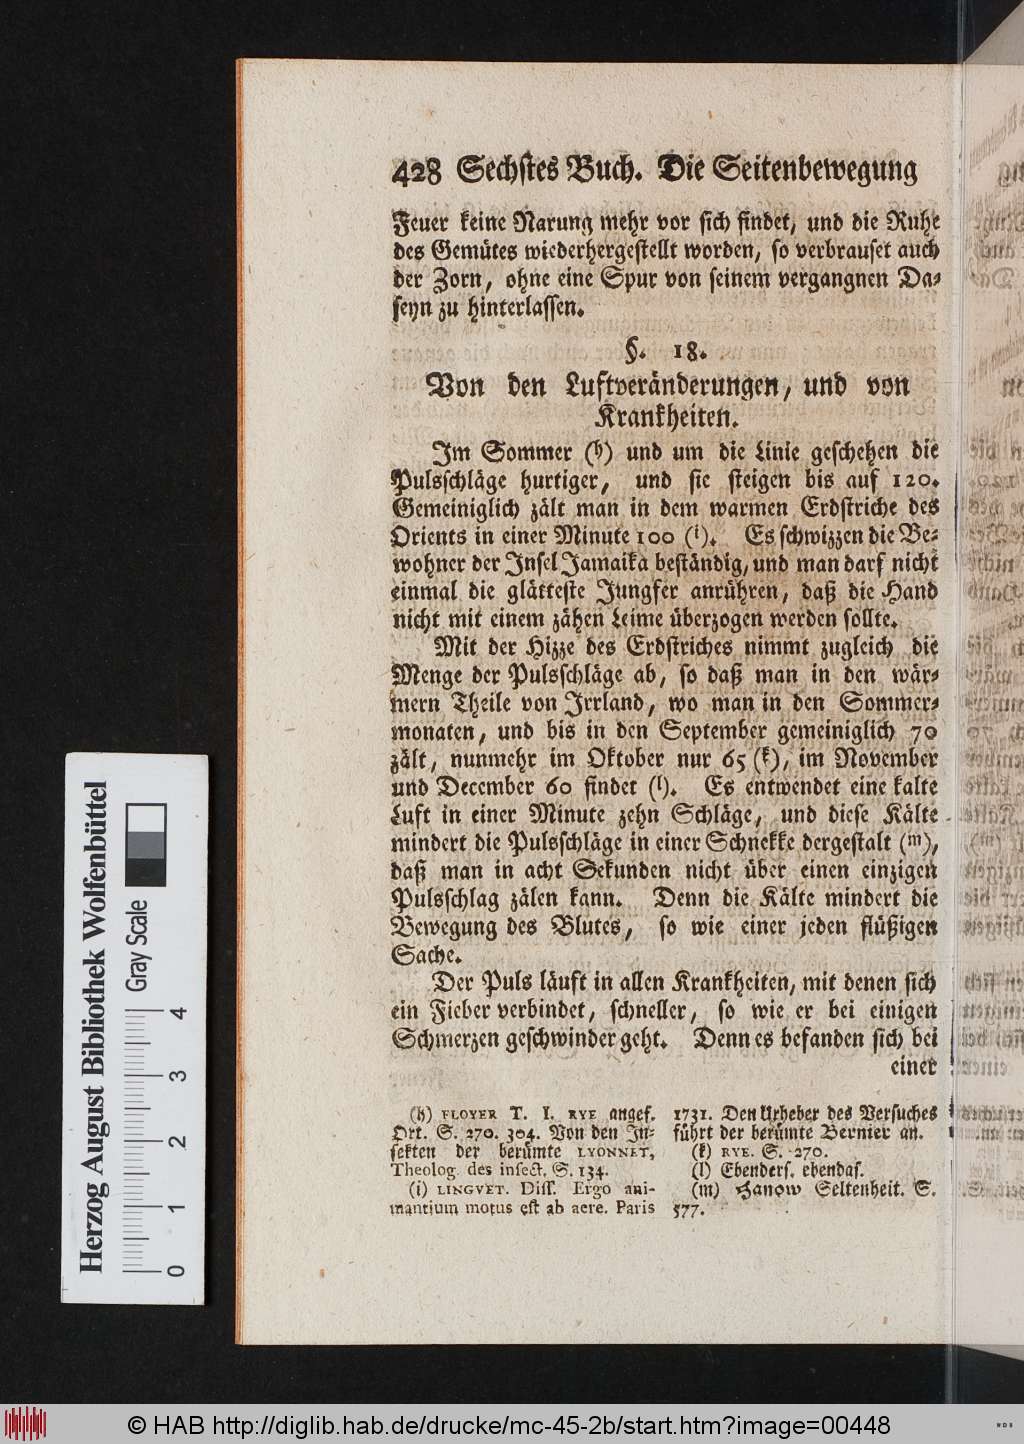 428 Sechstes Buch. Die Seitenbewegung
Feuer keine Narung mehr vor sich findet, und die Ruhe
des Gemütes wiederhergestellt worden, so verbrauset auch
der Zorn, ohne eine Spur von seinem vergangnen Da-
seyn zu hinterlassen.
§. 18.
Von den Luftveränderungen, und von
Krankheiten.
Im Sommer (h) und um die Linie geschehen die
Pulsschläge hurtiger, und sie steigen bis auf 120.
Gemeiniglich zält man in dem warmen Erdstriche des
Orients in einer Minute 100 (i). Es schwizzen die Be-
wohner der Insel Jamaika beständig, und man darf nicht
einmal die glätteste Jungfer anrühren, daß die Hand
nicht mit einem zähen Leime überzogen werden sollte.
Mit der Hizze des Erdstriches nimmt zugleich die
Menge der Pulsschläge ab, so daß man in den wär-
mern Theile von Irrland, wo man in den Sommer-
monaten, und bis in den September gemeiniglich 70
zält, nunmehr im Oktober nur 65 (k), im November
und December 60 findet (l). Es entwendet eine kalte
Luft in einer Minute zehn Schläge, und diese Kälte
mindert die Pulsschläge in einer Schnekke dergestalt (m),
daß man in acht Sekunden nicht über einen einzigen
Pulsschlag zälen kann. Denn die Kälte mindert die
Bewegung des Blutes, so wie einer jeden flüßigen
Sache.
Der Puls läuft in allen Krankheiten, mit denen sich
ein Fieber verbindet, schneller, so wie er bei einigen
Schmerzen geschwinder geht. Denn es befanden sich bei
einer
(h) FLOYER T. I. RYE anges.
Ort. S. 270. 304. Von den In-
sekten der berümte LYONNET,
Theolog. des insect. S. 134.
(i) LINGVET. Diss. Ergo ani-
mantium motus est ab aere. Paris
1731. Den Urheber des Versuches
führt der berümte Bernier an.
(k) RYE. S. 270.
(l) Ebenders. ebendas.
(m) Hanow Seltenheit. S.
577.
Herzog August Bibliothek Wolfenbüttel
Gray Scale
0 1 2 3 4
© HAB http://diglib.hab.de/drucke/mc-45-2b/start.htm?image=00448